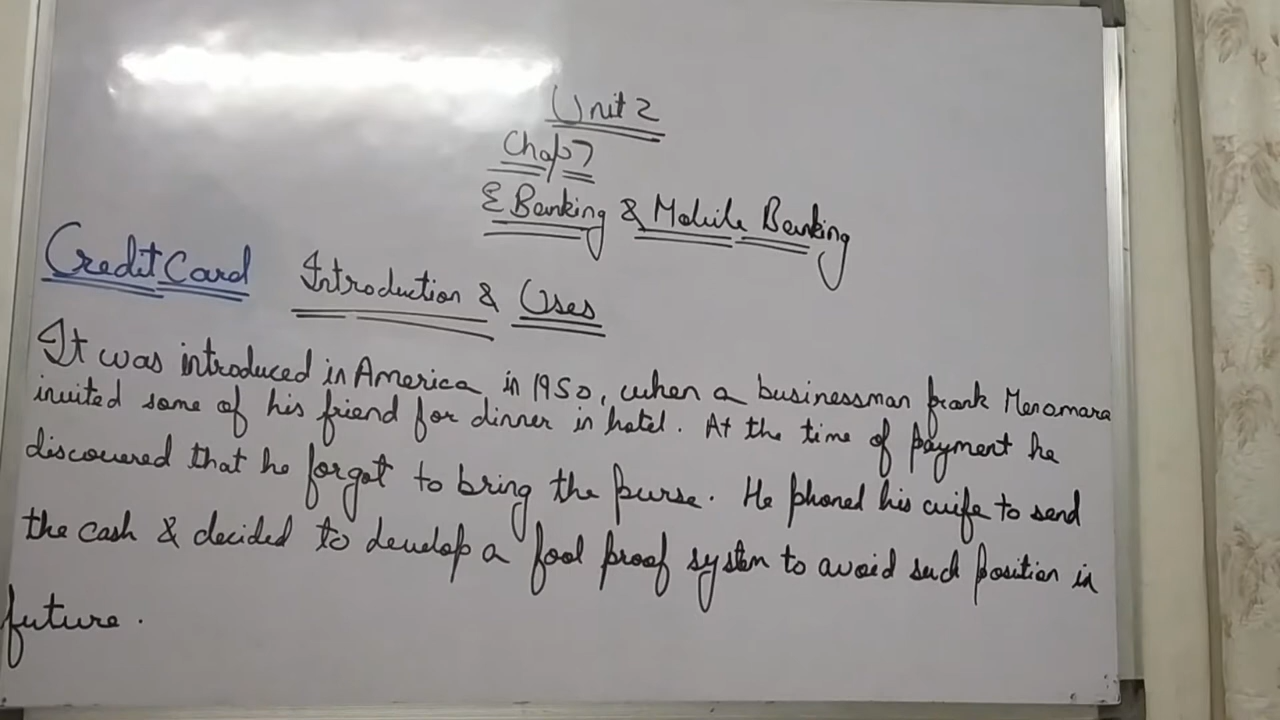 Unit 2
Chap 7
E Banking & Mobile Banking
Credit Card Introduction & Uses
It was introduced in America in 1950, when a businessman frank Menamara
invited some of his friend for dinner in hotel. At the time of payment he
discovered that he forgot to bring the purse. He phoned his wife to send
the cash & decided to develop a fool proof system to avoid such position in
future.